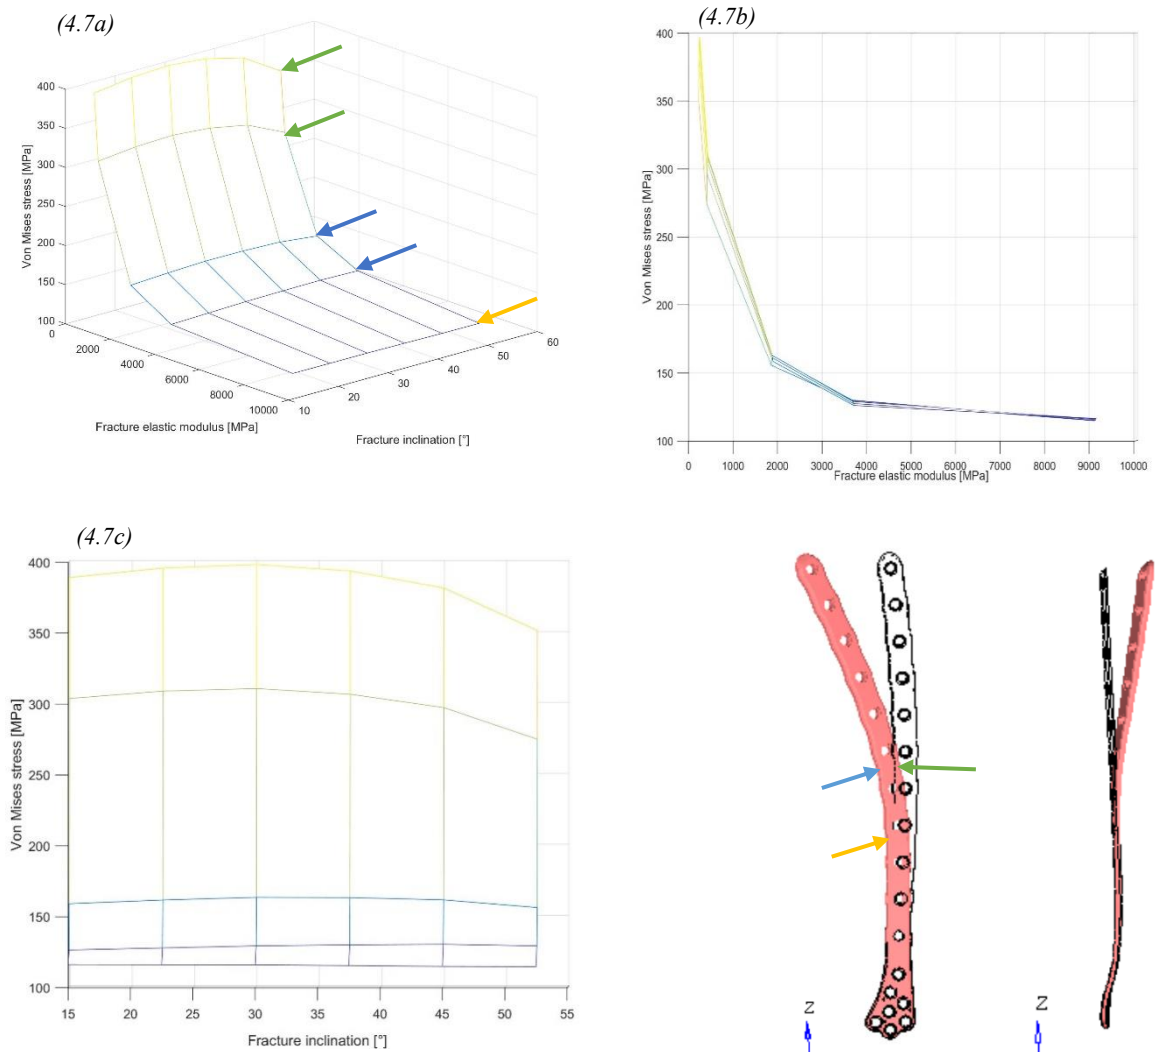 (4.7a)
400
350
300
250
200
150
100
Von Mises stress [MPa]
0
2000
4000
6000
8000
10000
Fracture elastic modulus [MPa]
10
20
30
40
50
60
Fracture inclination [°]
(4.7b)
400
350
300
250
200
150
100
Von Mises stress [MPa]
0 1000 2000 3000 4000 5000 6000 7000 8000 9000 10000
Fracture elastic modulus [MPa]
(4.7c)
400
350
300
250
200
150
100
Von Mises stress [MPa]
15 20 25 30 35 40 45 50 55
Fracture inclination [°]
Z
Z